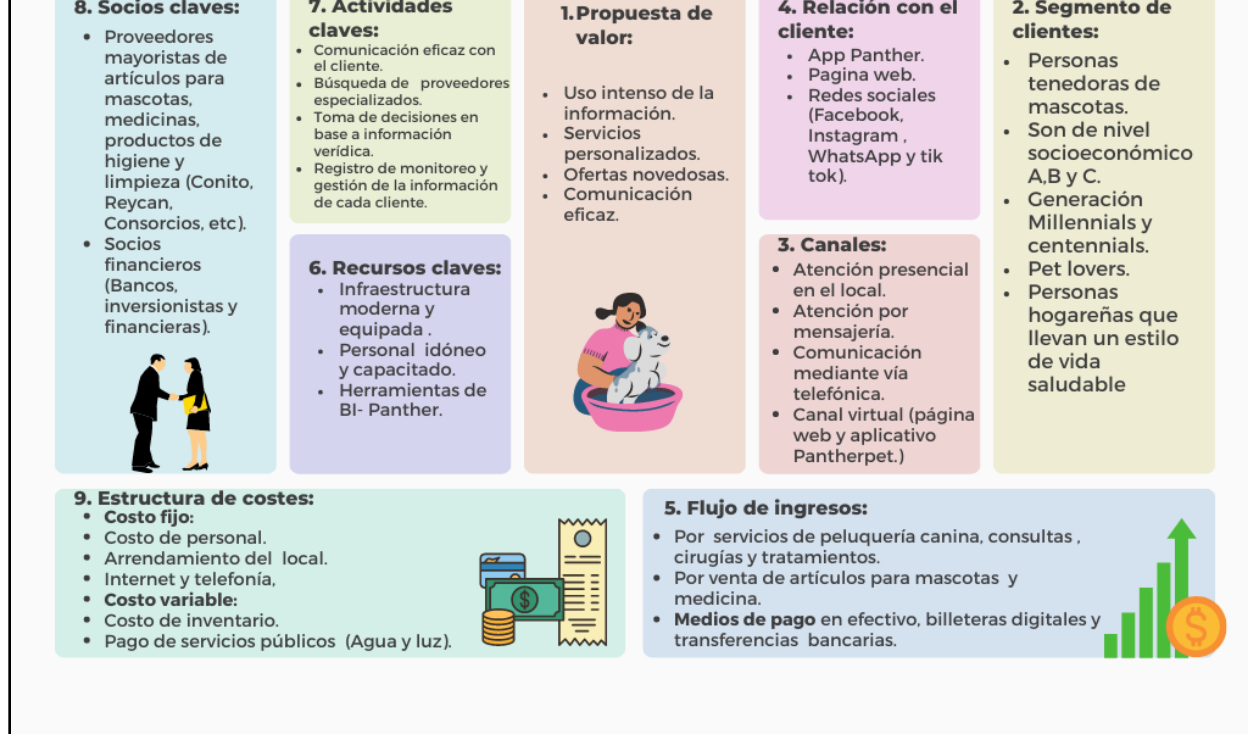 8. Socios claves:
Proveedores
mayoristas de
artículos para
mascotas,
medicinas,
productos de
higiene y
limpieza (Conito,
Reycan,
Consorcios, etc).
Socios
financieros
(Bancos,
inversionistas y
financieras).
7. Actividades
claves:
Comunicación eficaz con
el cliente.
Búsqueda de proveedores
especializados.
Toma de decisiones en
base a información
verídica.
Registro de monitoreo y
gestión de la información
de cada cliente.
6. Recursos claves:
Infraestructura
moderna y
equipada .
Personal idóneo
y capacitado.
Herramientas de
BI- Panther.
1.Propuesta de
valor:
Uso intenso de la
información.
Servicios
personalizados.
Ofertas novedosas.
Comunicación
eficaz.
4. Relación con el
cliente:
App Panther.
Pagina web.
Redes sociales
(Facebook,
Instagram ,
WhatsApp y tik
tok).
3. Canales:
Atención presencial
en el local.
Atención por
mensajería.
Comunicación
mediante vía
telefónica.
Canal virtual (página
web y aplicativo
Pantherpet.)
2. Segmento de
clientes:
Personas
tenedoras de
mascotas.
Son de nivel
socioeconómico
A,B y C.
Generación
Millennials y
centennials.
Pet lovers.
Personas
hogareñas que
llevan un estilo
de vida
saludable
9. Estructura de costes:
Costo fijo:
Costo de personal.
Arrendamiento del local.
Internet y telefonía,
Costo variable:
Costo de inventario.
Pago de servicios públicos (Agua y luz).
5. Flujo de ingresos:
Por servicios de peluquería canina, consultas ,
cirugías y tratamientos.
Por venta de artículos para mascotas y
medicina.
Medios de pago en efectivo, billeteras digitales y
transferencias bancarias.